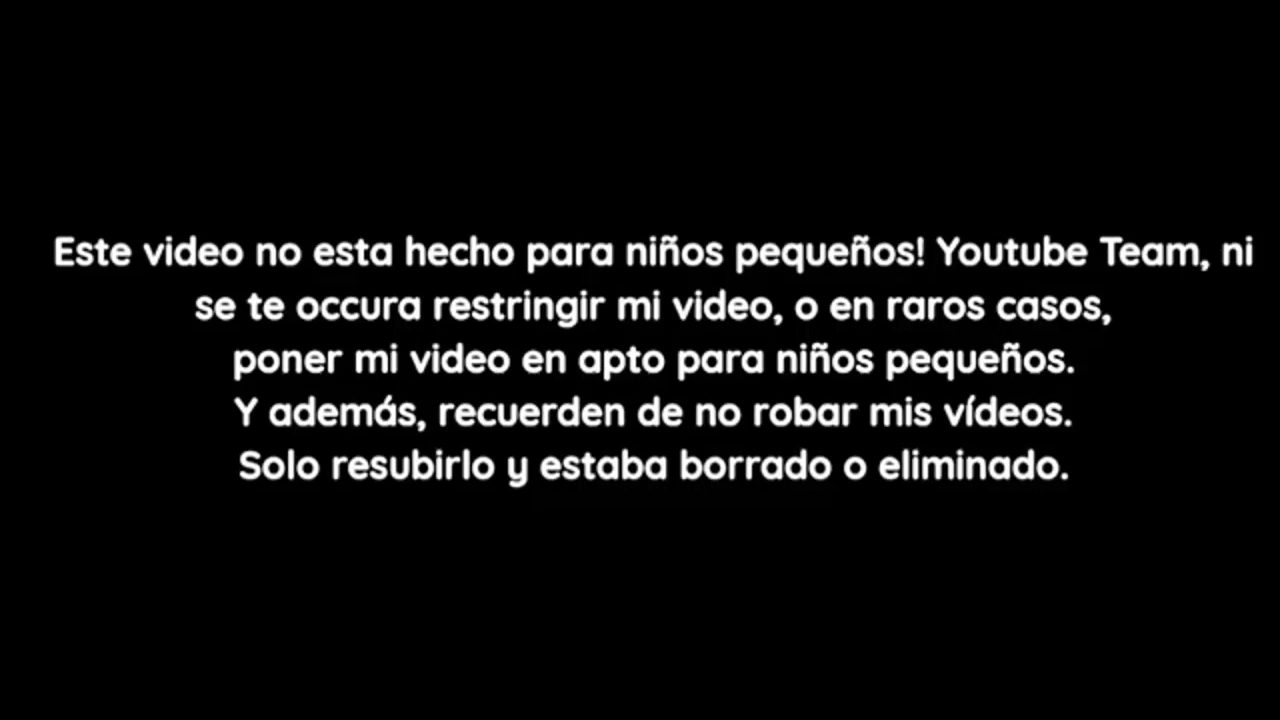 Este video no esta hecho para niños pequeños! Youtube Team, ni
se te occura restringir mi video, o en raros casos,
poner mi video en apto para niños pequeños.
Y además, recuerden de no robar mis vídeos.
Solo resubirlo y estaba borrado o eliminado.